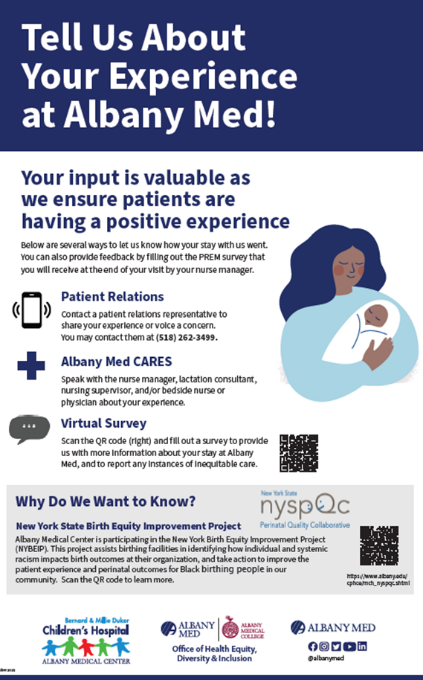 Tell Us About
Your Experience
at Albany Med!
Your input is valuable as
we ensure patients are
having a positive experience
Below are several ways to let us know how your stay with us went.
You can also provide feedback by filling out the PREM survey that
you will receive at the end of your visit by your nurse manager.
Patient Relations
Contact a patient relations representative to
share your experience or voice a concern.
You may contact them at (518) 262-3499.
Albany Med CARES
Speak with the nurse manager, lactation consultant,
nursing supervisor, and/or bedside nurse or
physician about your experience.
Virtual Survey
Scan the QR code (right) and fill out a survey to provide
us with more information about your stay at Albany
Med, and to report any instances of inequitable care.
Why Do We Want to Know?
New York State
nyspQc
Perinatal Quality Collaborative
New York State Birth Equity Improvement Project
Albany Medical Center is participating in the New York Birth Equity Improvement Project
(NYBEIP). This project assists birthing facilities in identifying how individual and systemic
racism impacts birth outcomes at their organization, and take action to improve the
patient experience and perinatal outcomes for Black birthing people in our
community. Scan the QR code to learn more.
https://www.albany.edu/
cphce/mch_nyspqc.shtml
Bernard & Millie Duker
Children's Hospital
ALBANY MEDICAL CENTER
ALBANY
MED
ALBANY
MEDICAL
COLLEGE
Office of Health Equity,
Diversity & Inclusion
ALBANY MED
@albanymed